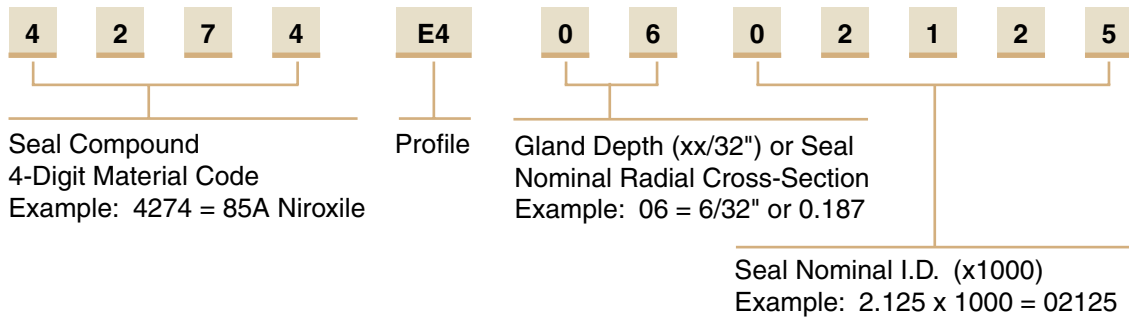 4 2 7 4 E4 0 6 0 2 1 2 5
Seal Compound
4-Digit Material Code
Example: 4274 = 85A Niroxile
Profile
Gland Depth (xx/32") or Seal
Nominal Radial Cross-Section
Example: 06 = 6/32" or 0.187
Seal Nominal I.D. (x1000)
Example: 2.125 x 1000 = 02125